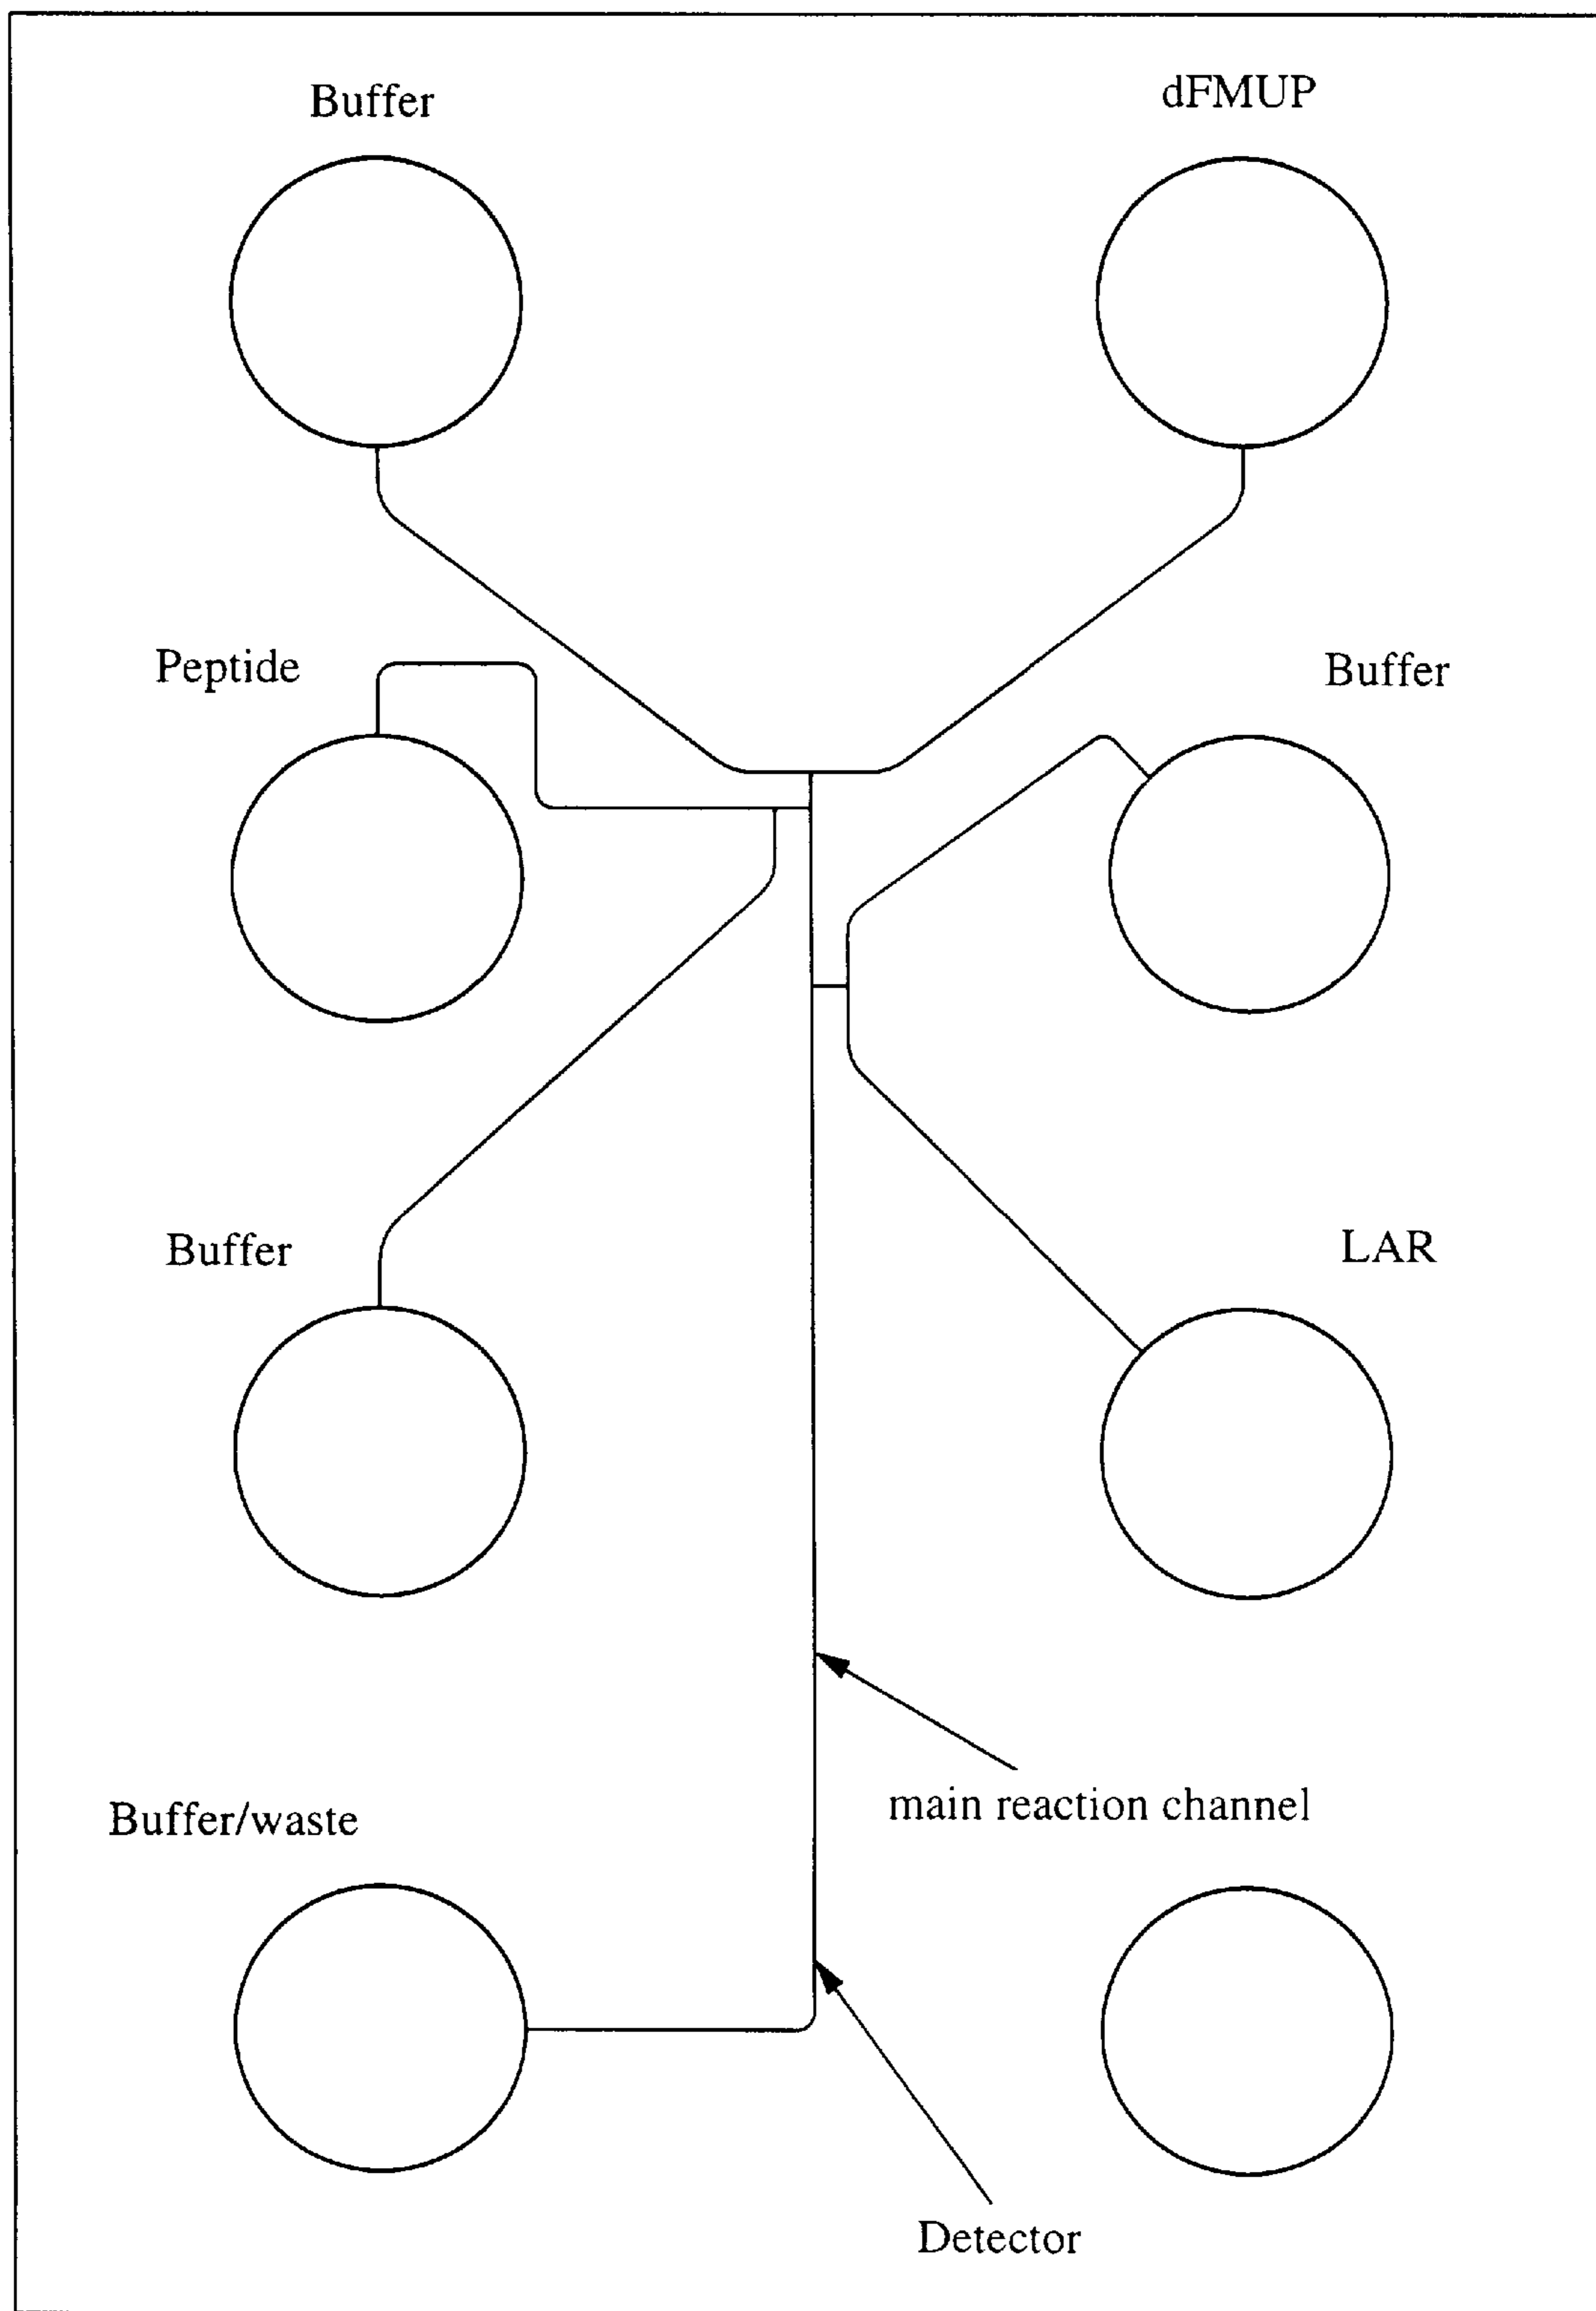 Buffer
dFMUP
Peptide
Buffer
Buffer
LAR
main reaction channel
Buffer/waste
Detector